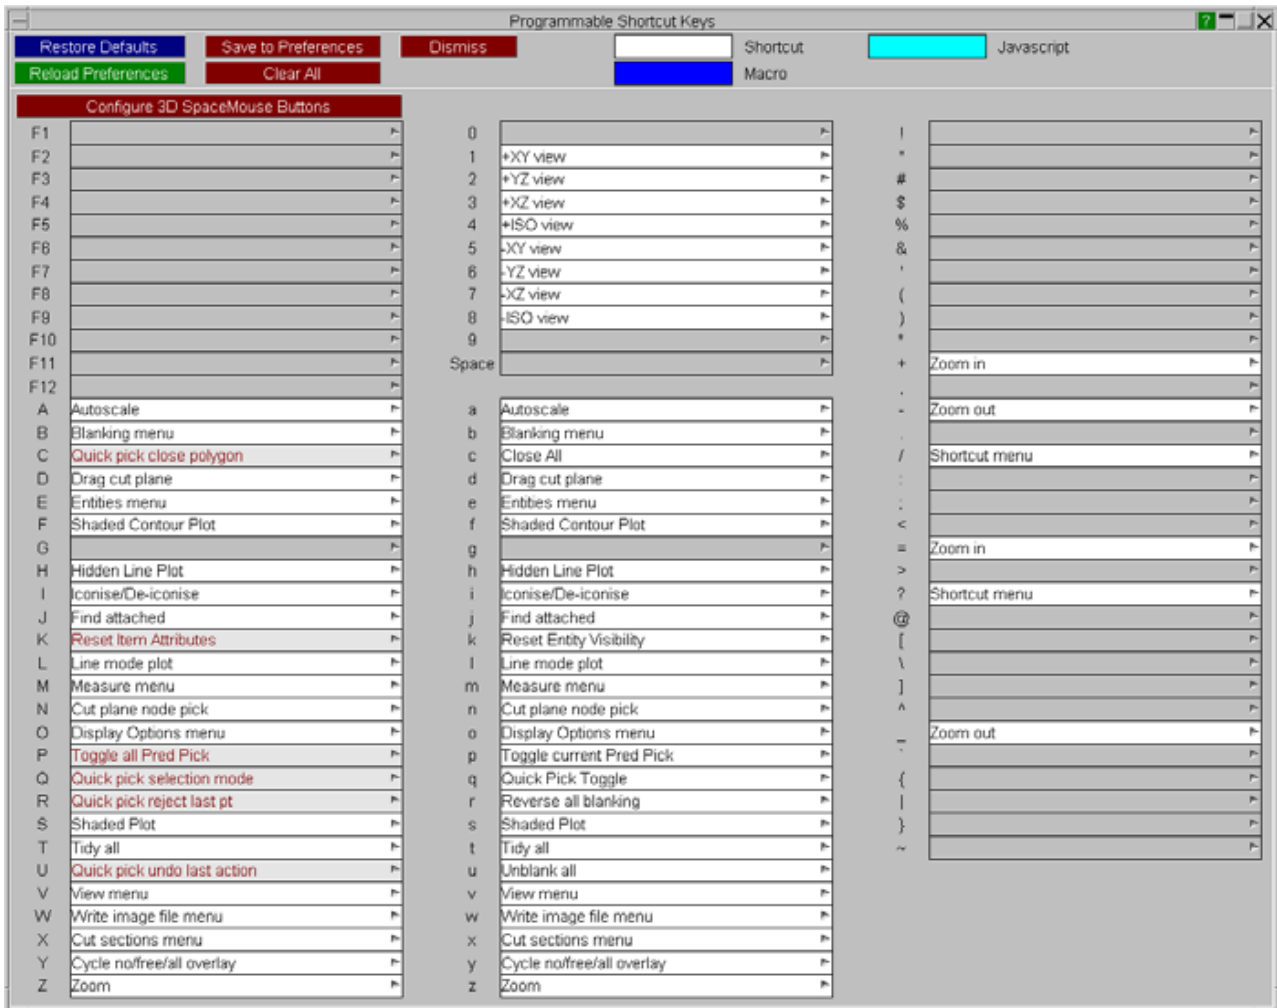 Programmable Shortcut Keys
?
Restore Defaults Save to Preferences Dismiss Shortcut Javascript
Reload Preferences Clear All Macro
Configure 3D SpaceMouse Buttons
F1 0 !
F2 1 +XY view "
F3 2 +YZ view #
F4 3 +XZ view $
F5 4 +ISO view %
F6 5 -XY view &
F7 6 -YZ view '
F8 7 -XZ view (
F9 8 -ISO view )
F10 9 *
F11 Space + Zoom in
F12 ,
A Autoscale a Autoscale - Zoom out
B Blanking menu b Blanking menu .
C Quick pick close polygon c Close All / Shortcut menu
D Drag cut plane d Drag cut plane :
E Entities menu e Entities menu ;
F Shaded Contour Plot f Shaded Contour Plot <
G g = Zoom in
H Hidden Line Plot h Hidden Line Plot >
I Iconise/De-iconise i Iconise/De-iconise ? Shortcut menu
J Find attached j Find attached @
K Reset Item Attributes k Reset Entity Visibility [
L Line mode plot l Line mode plot \
M Measure menu m Measure menu ]
N Cut plane node pick n Cut plane node pick ^
O Display Options menu o Display Options menu _ Zoom out
P Toggle all Pred Pick p Toggle current Pred Pick `
Q Quick pick selection mode q Quick Pick Toggle {
R Quick pick reject last pt r Reverse all blanking |
S Shaded Plot s Shaded Plot }
T Tidy all t Tidy all ~
U Quick pick undo last action u Unblank all
V View menu v View menu
W Write image file menu w Write image file menu
X Cut sections menu x Cut sections menu
Y Cycle no/free/all overlay y Cycle no/free/all overlay
Z Zoom z Zoom